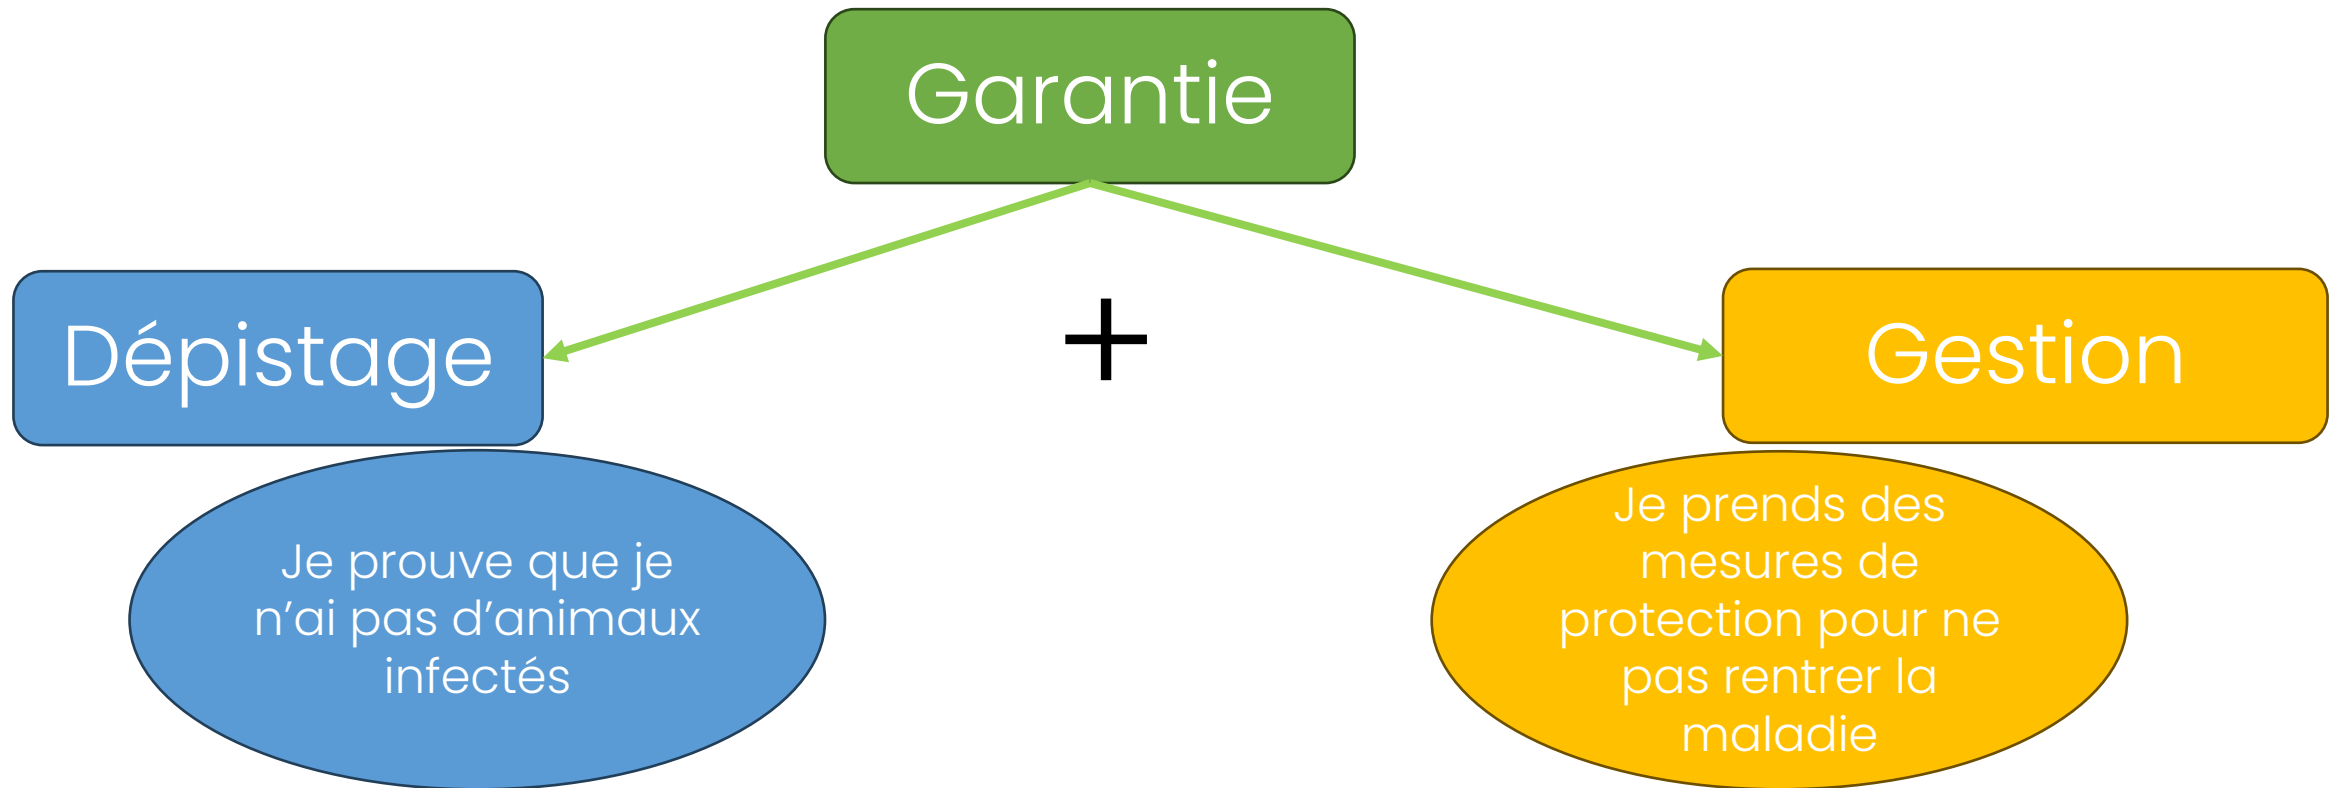 Garantie
Dépistage
+
Gestion
Je prouve que je
n’ai pas d’animaux
infectés
Je prends des
mesures de
protection pour ne
pas rentrer la
maladie